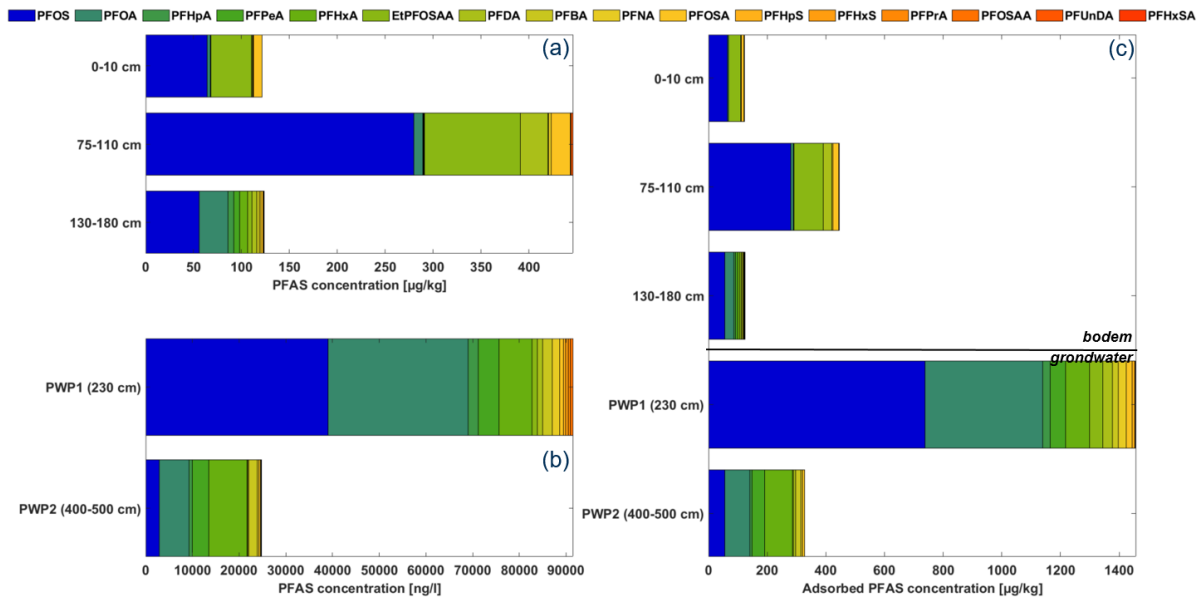 PFOS PFOA PFHpA PFPeA PFHxA EtPFOSAA PFDA PFBA PFNA PFOSA PFHpS PFHxS PFPrA PFOSAA PFUnDA PFHxSA
(a)
0-10 cm
75-110 cm
130-180 cm
0 50 100 150 200 250 300 350 400
PFAS concentration [µg/kg]
PWP1 (230 cm)
(b)
PWP2 (400-500 cm)
0 10000 20000 30000 40000 50000 60000 70000 80000 90000
PFAS concentration [ng/l]
(c)
0-10 cm
75-110 cm
130-180 cm
bodem
grondwater
PWP1 (230 cm)
PWP2 (400-500 cm)
0 200 400 600 800 1000 1200 1400
Adsorbed PFAS concentration [µg/kg]